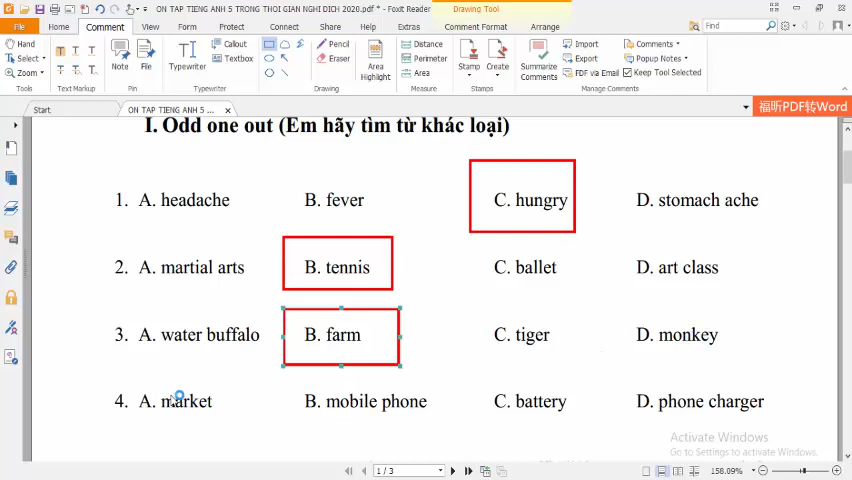 ON TAP TIENG ANH 5 TRONG THOI GIAN NGHI DICH 2020.pdf * - Foxit Reader
Drawing Tool
File Home Comment View Form Protect Connect Share Help Extras Comment Format Arrange Find
Hand
Select
Zoom
Tools
Text Markup
Note
File
Pin
Typewriter
Callout
Textbox
Typewriter
Pencil
Eraser
Drawing
Area Highlight
Distance
Perimeter
Area
Measure
Stamp
Create
Stamps
Summarize Comments
Import
Export
FDF via Email
Comments
Popup Notes
Keep Tool Selected
Manage Comments
Start
ON TAP TIENG ANH 5 ...
福昕PDF转Word
I. Odd one out (Em hãy tìm từ khác loại)
1. A. headache B. fever C. hungry D. stomach ache
2. A. martial arts B. tennis C. ballet D. art class
3. A. water buffalo B. farm C. tiger D. monkey
4. A. market B. mobile phone C. battery D. phone charger
Activate Windows
Go to Settings to activate Windows.
1 / 3
158.09%